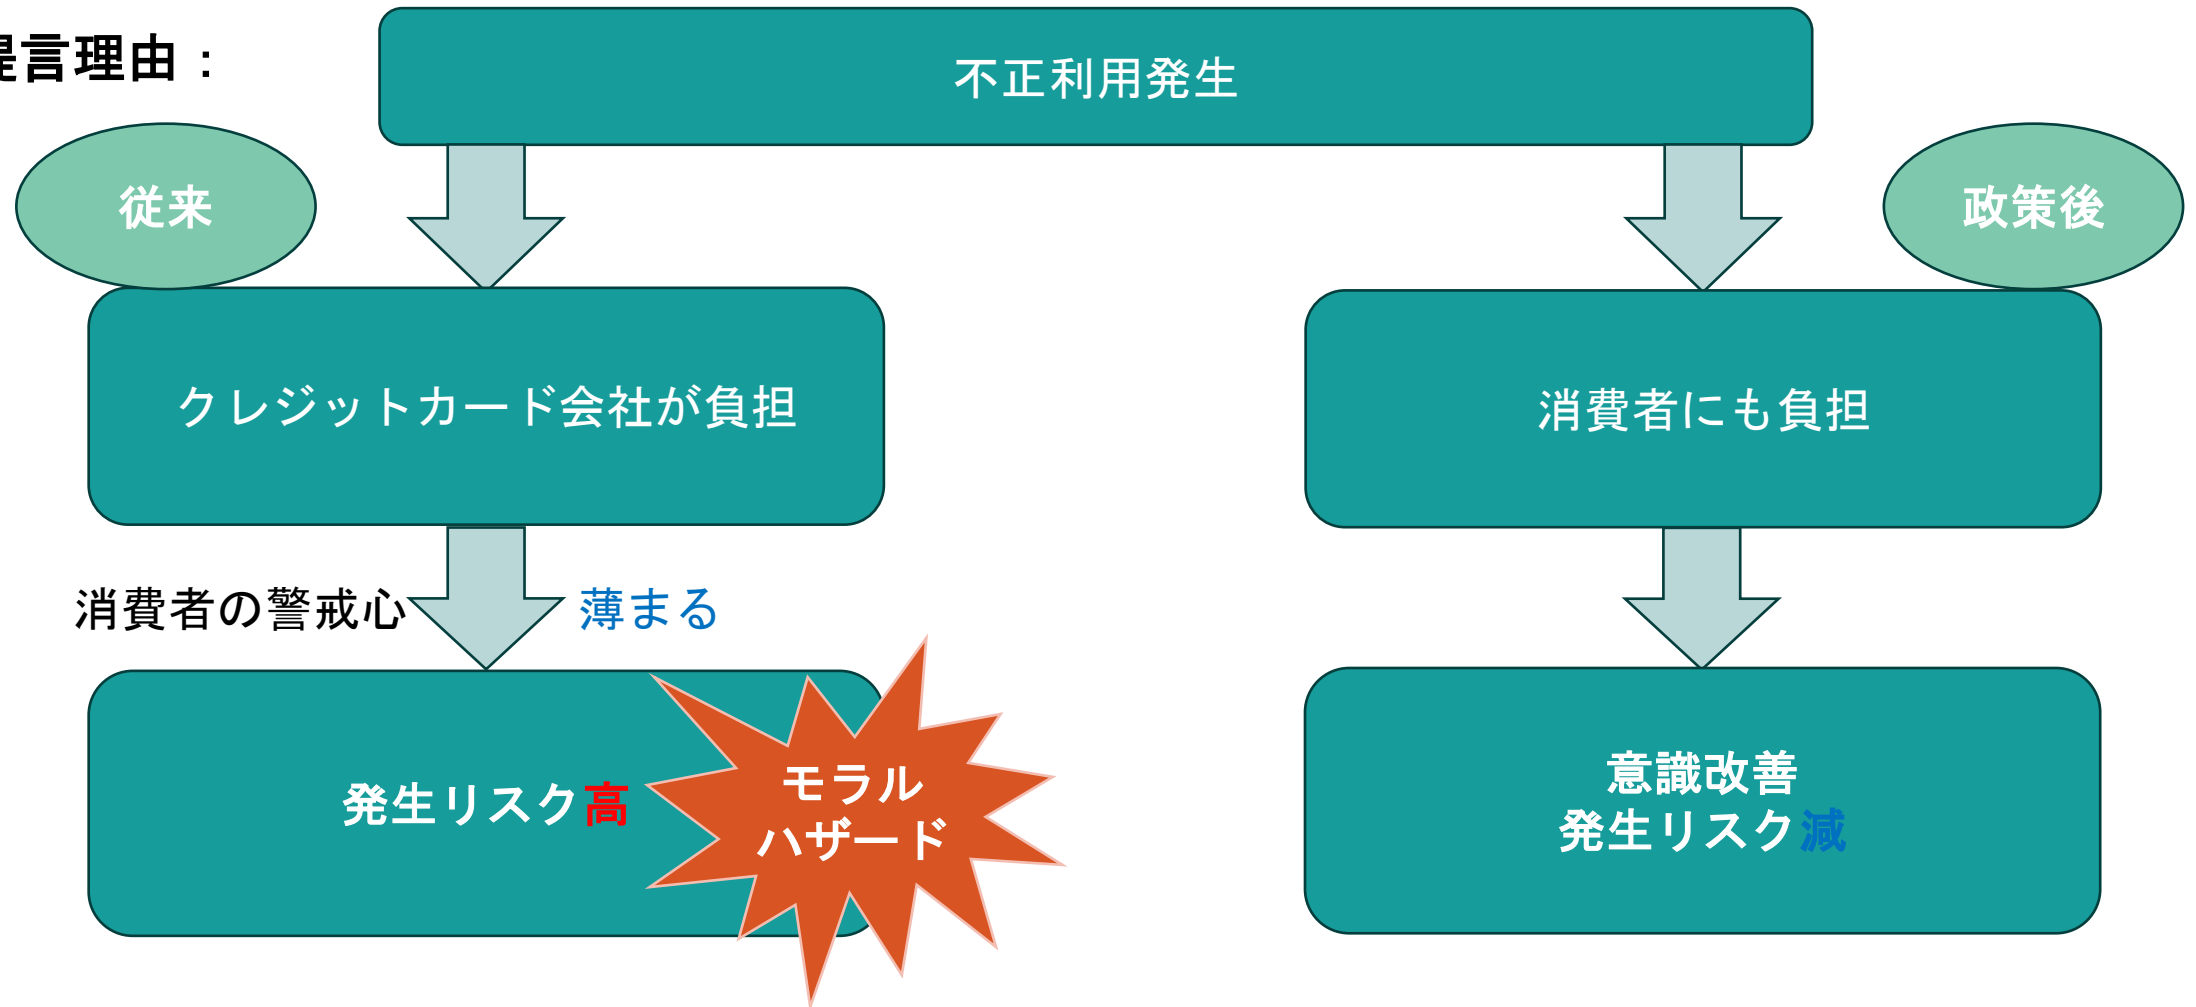 提言理由：
不正利用発生
従来
政策後
クレジットカード会社が負担
消費者にも負担
消費者の警戒心 薄まる
発生リスク高
モラル
ハザード
意識改善
発生リスク減